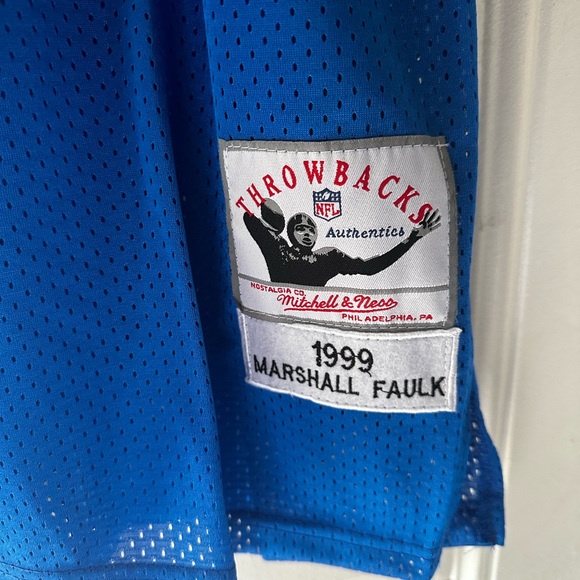 THROWBACKS
NFL
Authentics
NOSTALGIA CO.
Mitchell & Ness
PHILADELPHIA, PA
1999
MARSHALL FAULK